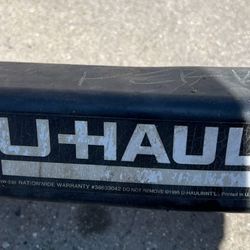 U-HAUL
NATIONWIDE WARRANTY #38633042 DO NOT REMOVE ©1995 U-HAUL INT'L. Printed in U